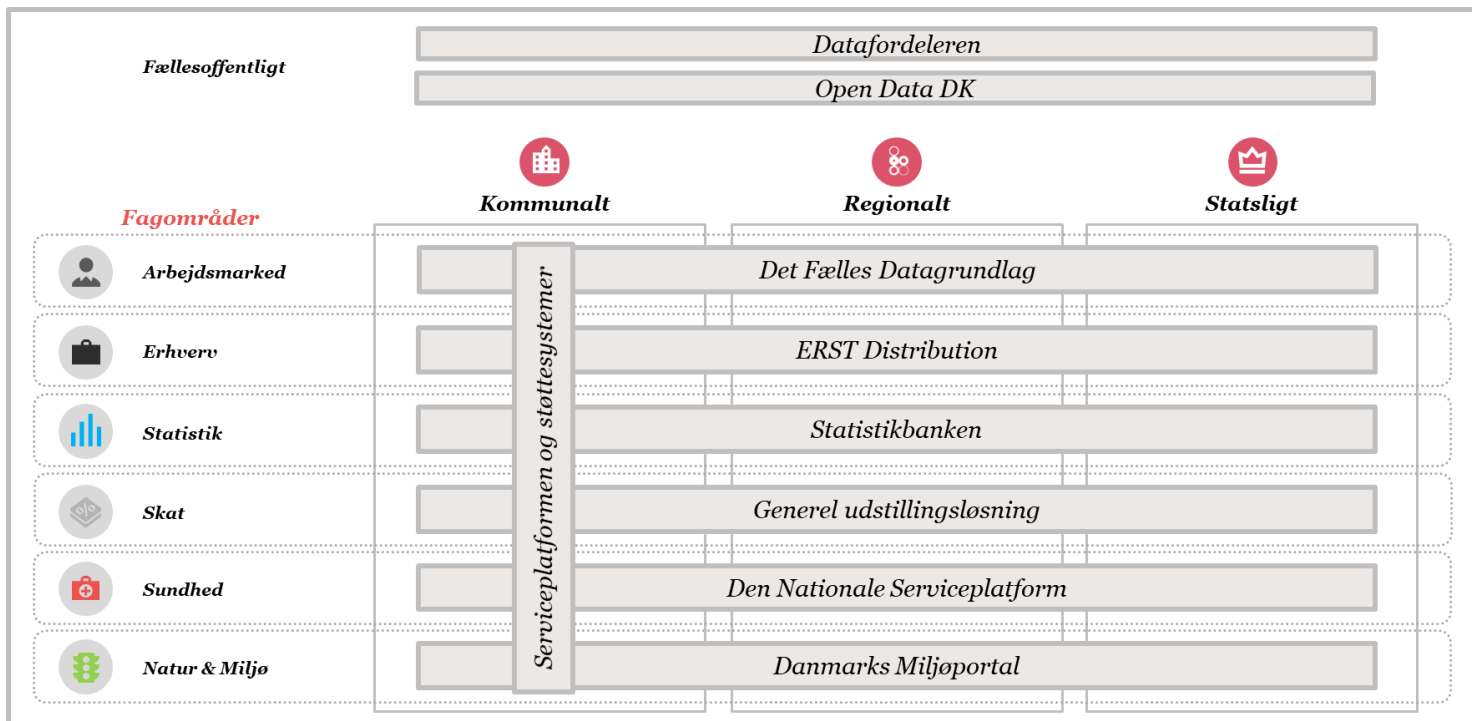 Fællesoffentligt
Datafordeleren
Open Data DK
Kommunalt
Regionalt
Statsligt
Fagområder
Arbejdsmarked
Det Fælles Datagrundlag
Erhverv
ERST Distribution
Statistik
Statistikbanken
Skat
Generel udstillingsløsning
Sundhed
Den Nationale Serviceplatform
Natur & Miljø
Danmarks Miljøportal
Serviceplatformen og støttesystemer
%